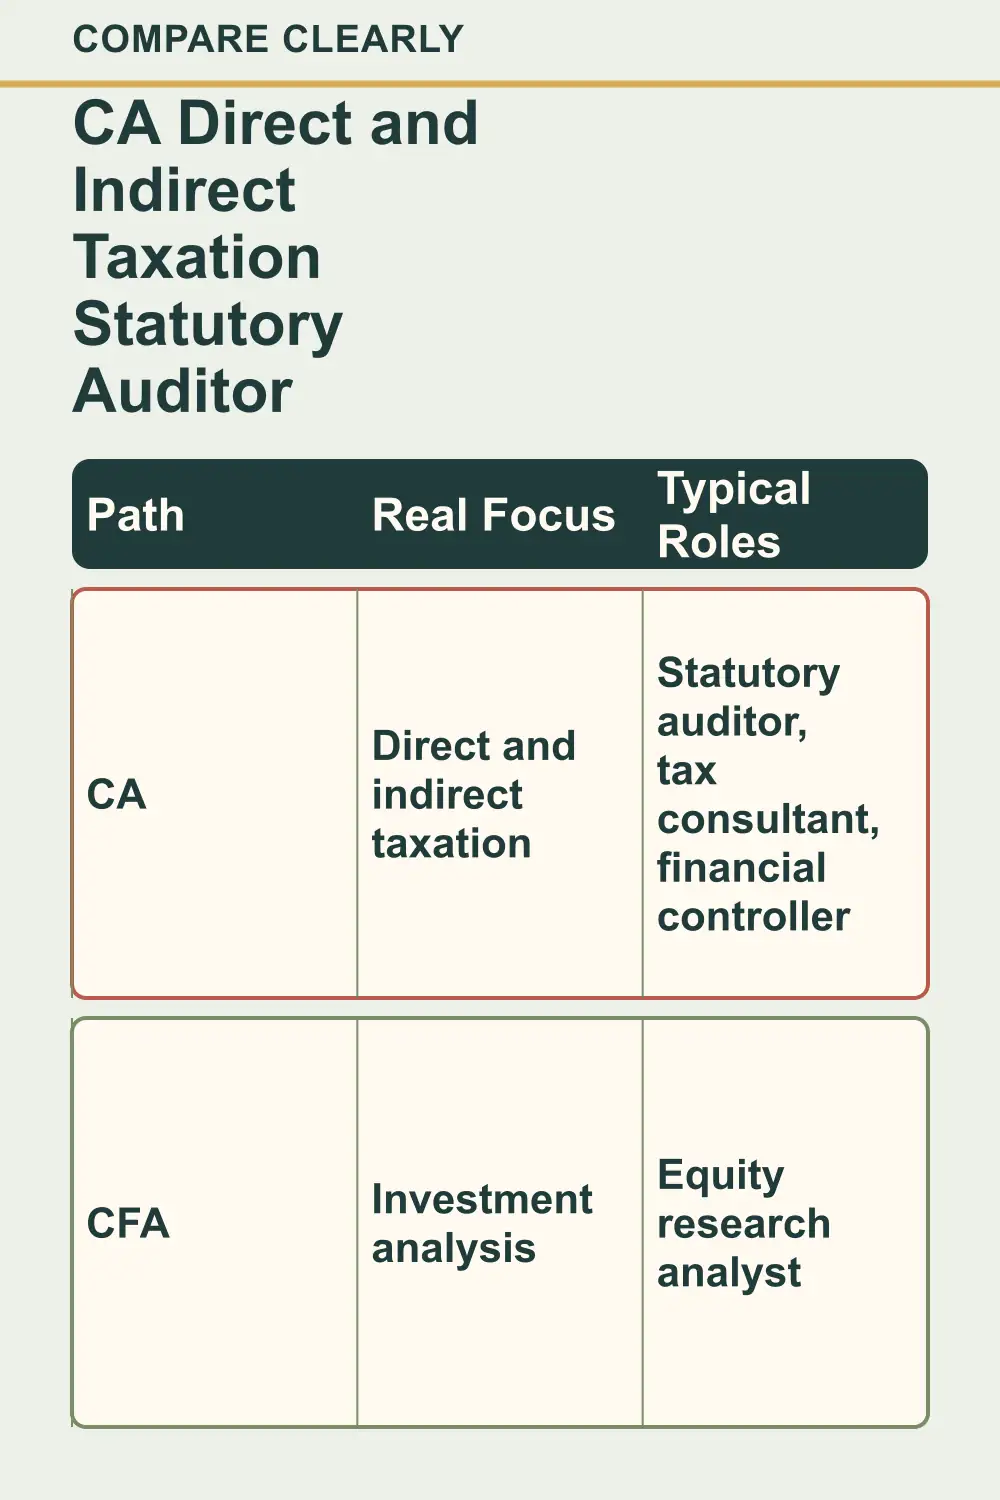 COMPARE CLEARLY
CA Direct and
Indirect
Taxation
Statutory
Auditor
Path
Real Focus
Typical
Roles
CA
Direct and
indirect
taxation
Statutory
auditor,
tax
consultant,
financial
controller
CFA
Investment
analysis
Equity
research
analyst